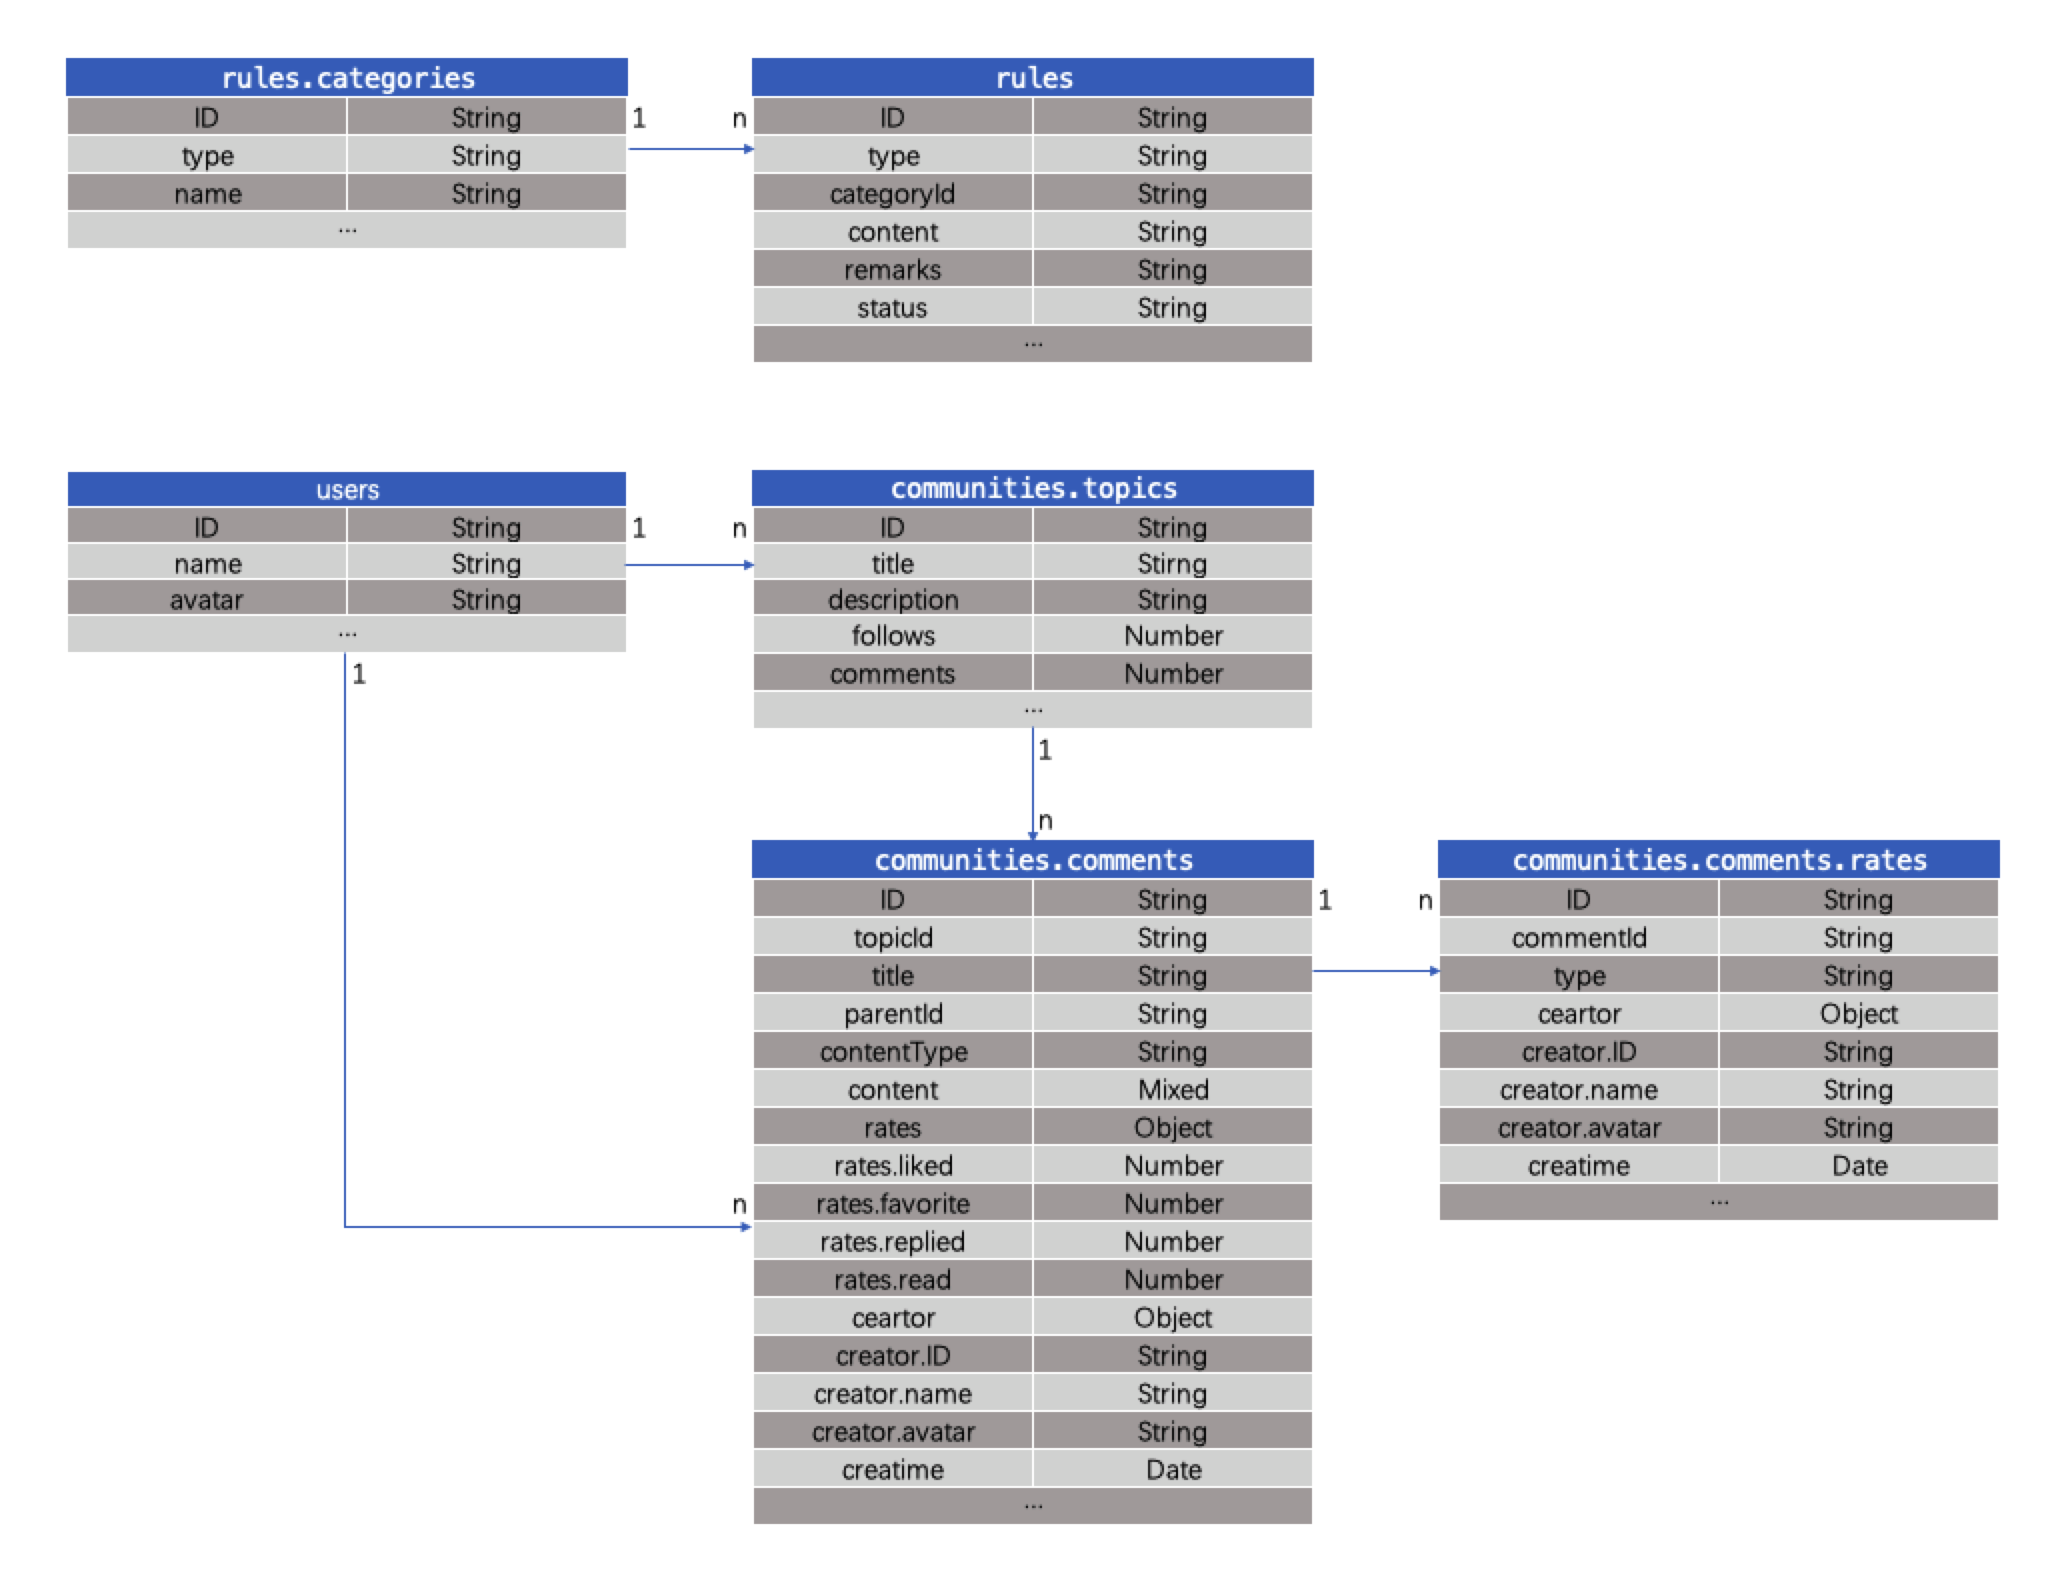 rules.categories
ID String
type String
name String
...
1 n
rules
ID String
type String
categoryId String
content String
remarks String
status String
...
users
ID String
name String
avatar String
...
1 n
1
n
communities.topics
ID String
title Stirng
description String
follows Number
comments Number
...
1
n
communities.comments
ID String
topicId String
title String
parentId String
contentType String
content Mixed
rates Object
rates.liked Number
rates.favorite Number
rates.replied Number
rates.read Number
ceartor Object
creator.ID String
creator.name String
creator.avatar String
creatime Date
...
1 n
communities.comments.rates
ID String
commentId String
type String
ceartor Object
creator.ID String
creator.name String
creator.avatar String
creatime Date
...